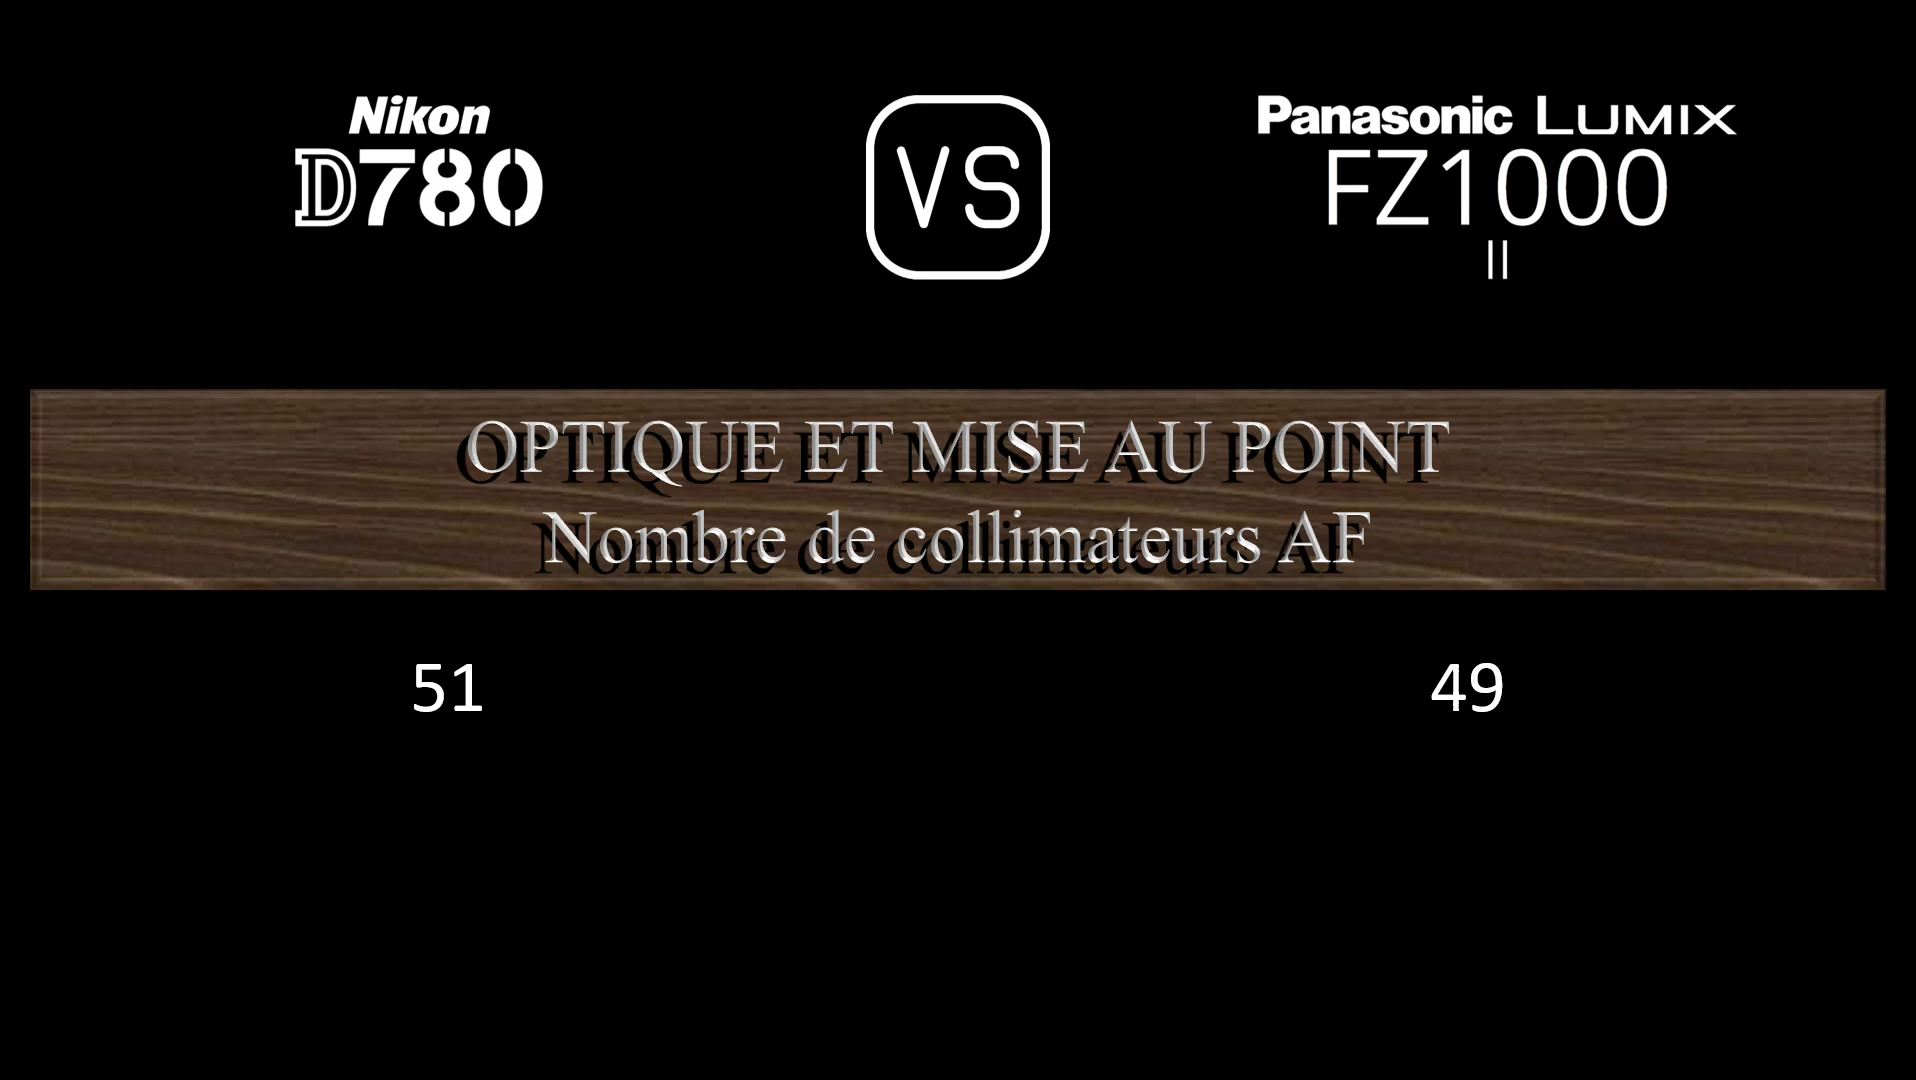 Nikon
D780
VS
Panasonic LUMIX
FZ1000
II
OPTIQUE ET MISE AU POINT
Nombre de collimateurs AF
51
49